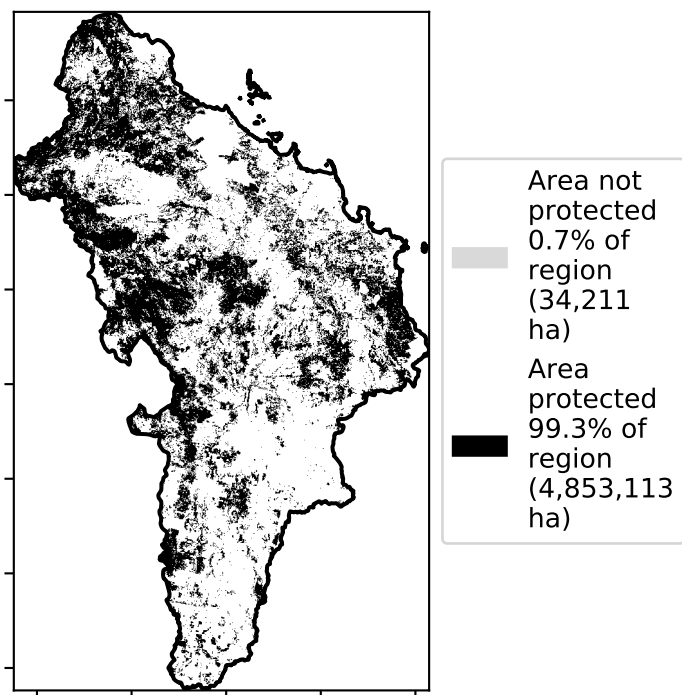 Area not
protected
0.7% of
region
(34,211
ha)
Area
protected
99.3% of
region
(4,853,113
ha)